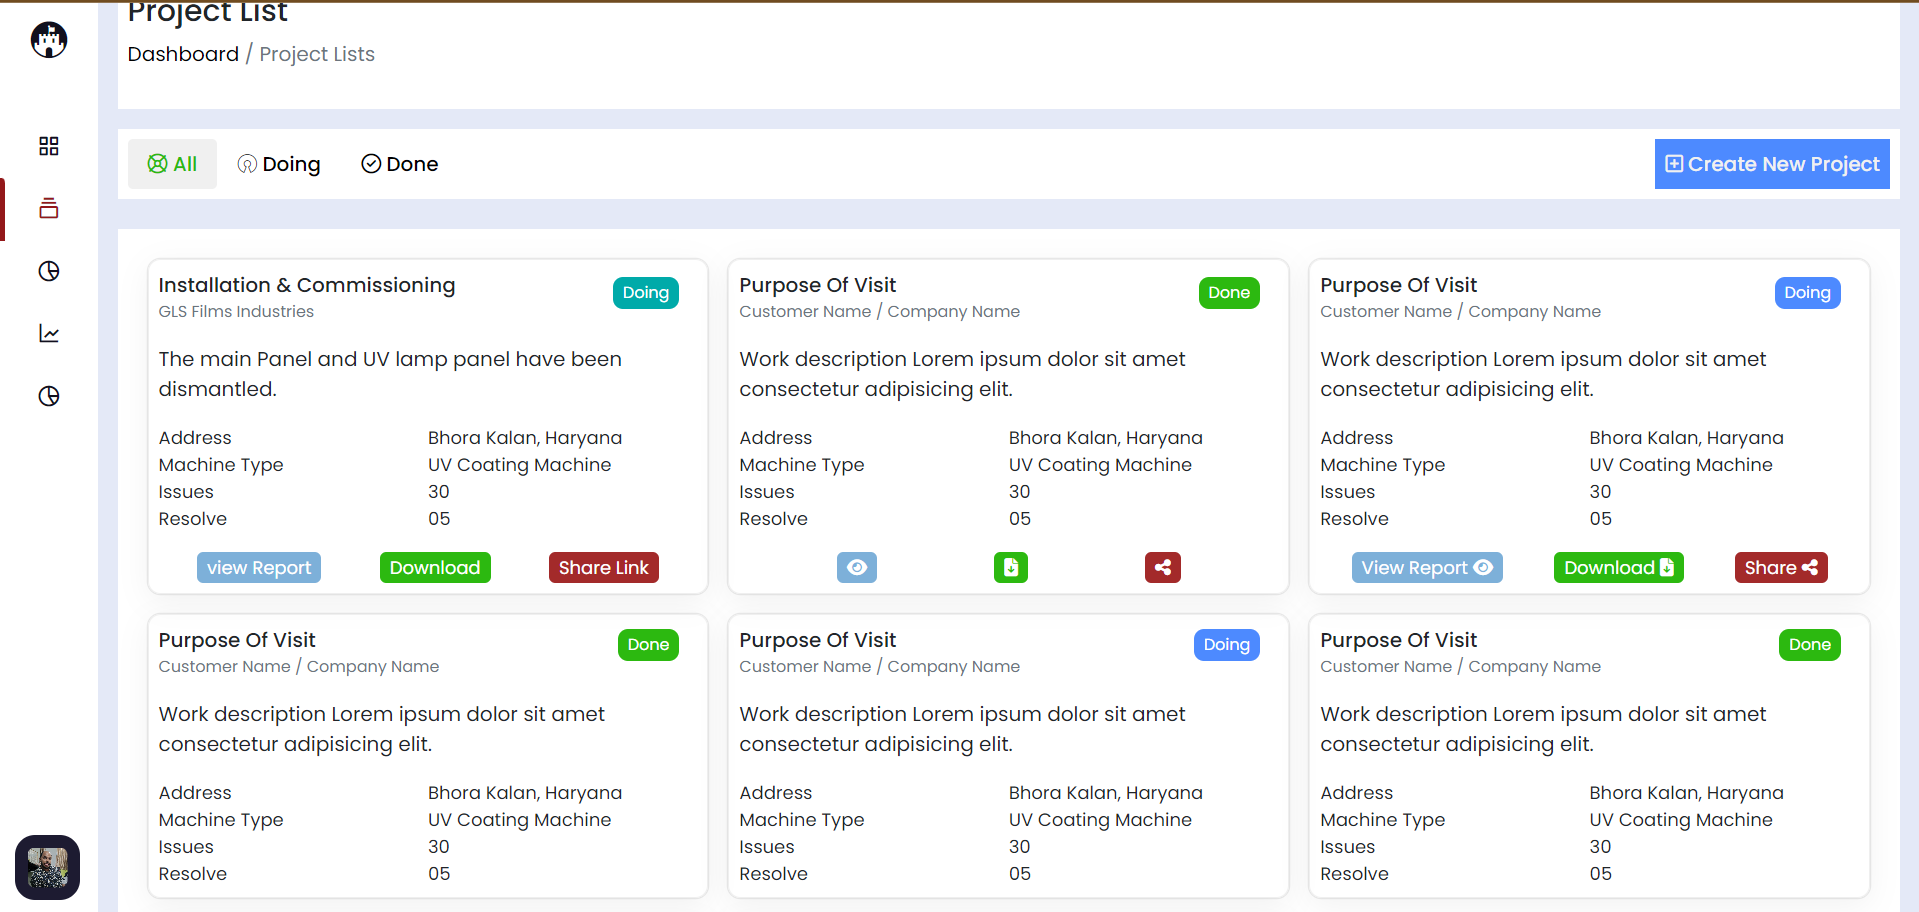 Project List
Dashboard / Project Lists
All
Doing
Done
Create New Project
Installation & Commissioning
Doing
GLS Films Industries
The main Panel and UV lamp panel have been
dismantled.
Address Bhora Kalan, Haryana
Machine Type UV Coating Machine
Issues 30
Resolve 05
view Report
Download
Share Link
Purpose Of Visit
Done
Customer Name / Company Name
Work description Lorem ipsum dolor sit amet
consectetur adipisicing elit.
Address Bhora Kalan, Haryana
Machine Type UV Coating Machine
Issues 30
Resolve 05
Purpose Of Visit
Doing
Customer Name / Company Name
Work description Lorem ipsum dolor sit amet
consectetur adipisicing elit.
Address Bhora Kalan, Haryana
Machine Type UV Coating Machine
Issues 30
Resolve 05
View Report
Download
Share
Purpose Of Visit
Done
Customer Name / Company Name
Work description Lorem ipsum dolor sit amet
consectetur adipisicing elit.
Address Bhora Kalan, Haryana
Machine Type UV Coating Machine
Issues 30
Resolve 05
Purpose Of Visit
Doing
Customer Name / Company Name
Work description Lorem ipsum dolor sit amet
consectetur adipisicing elit.
Address Bhora Kalan, Haryana
Machine Type UV Coating Machine
Issues 30
Resolve 05
Purpose Of Visit
Done
Customer Name / Company Name
Work description Lorem ipsum dolor sit amet
consectetur adipisicing elit.
Address Bhora Kalan, Haryana
Machine Type UV Coating Machine
Issues 30
Resolve 05